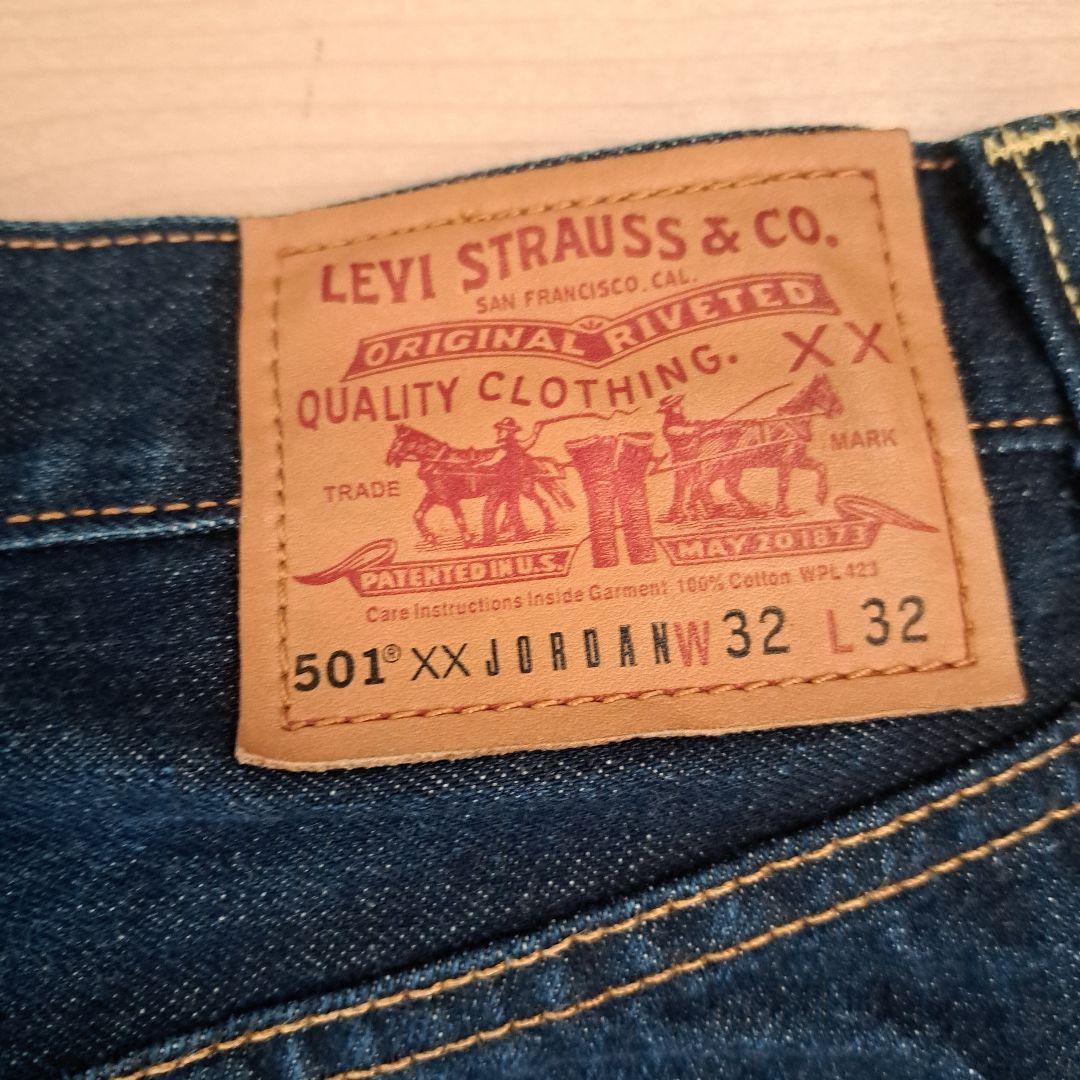 LEVI STRAUSS & CO.
SAN FRANCISCO, CAL.
ORIGINAL RIVETED
QUALITY CLOTHING. XX
TRADE MARK
PATENTED IN U.S. MAY 20 1873
Care Instructions Inside Garment 100% Cotton WPL 423
501® XX JORDAN W 32 L 32